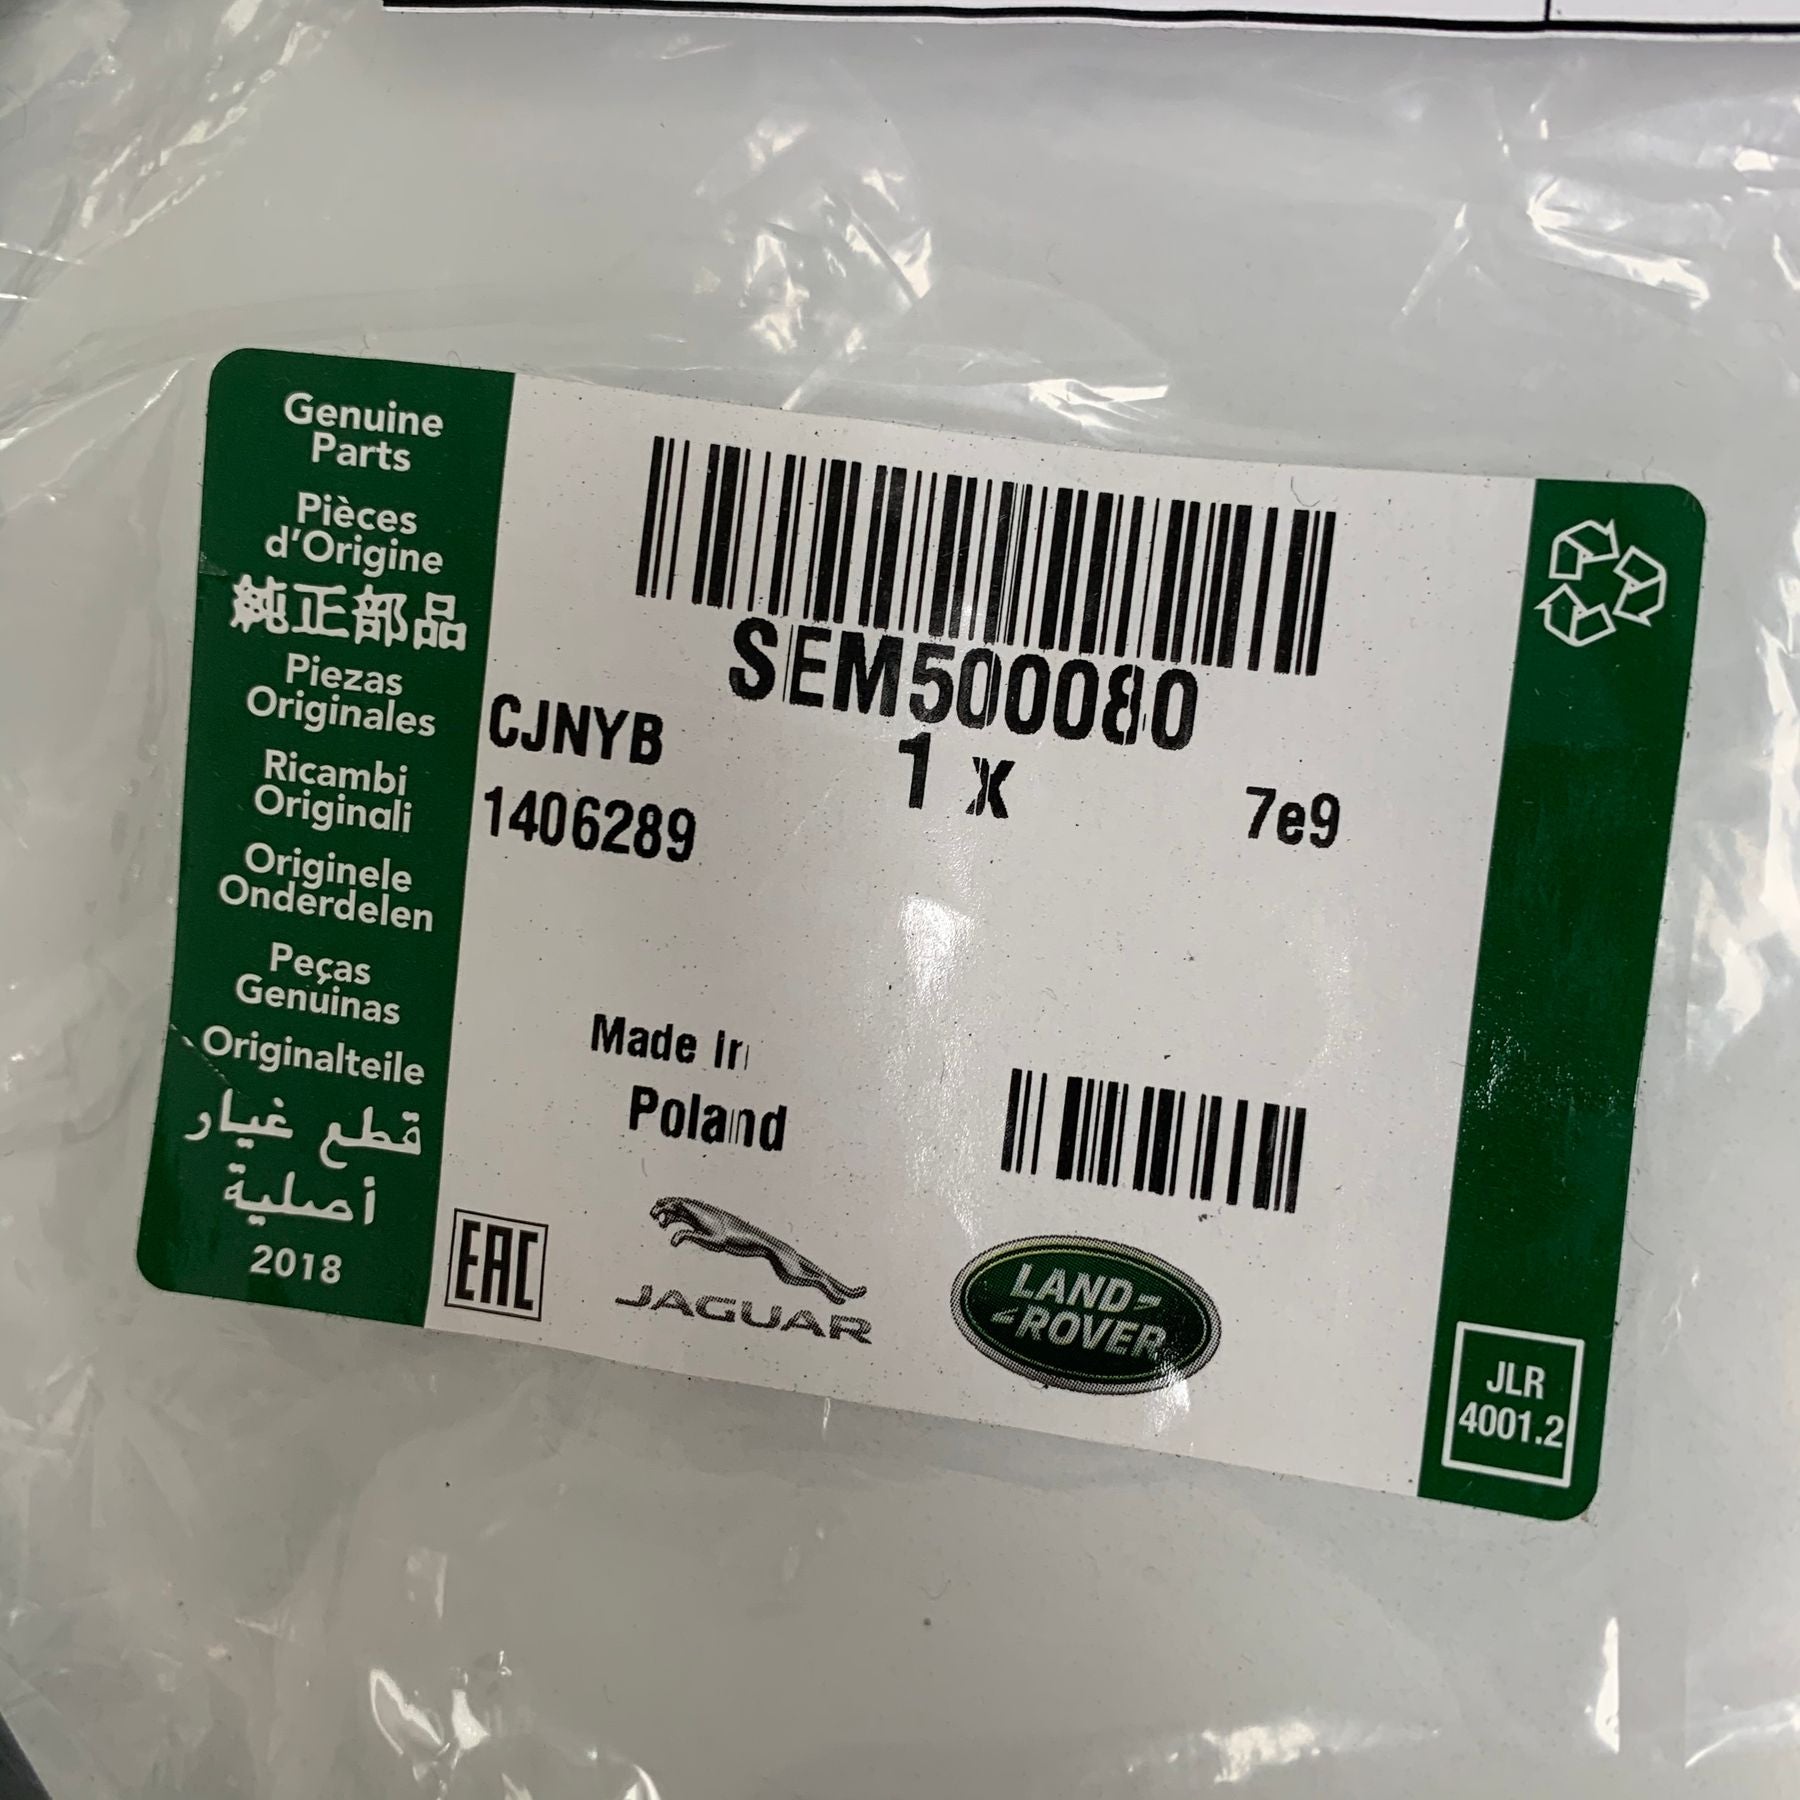 Genuine
Parts
Pièces
d'Origine
純正部品
Piezas
Originales
Ricambi
Originali
Originele
Onderdelen
Peças
Genuinas
Originalteile
قطع غيار
أصلية
2018
SEM500080
CJNYB
1 x
7e9
1406289
Made In
Poland
EAC
JAGUAR
LAND-
-ROVER
JLR
4001.2